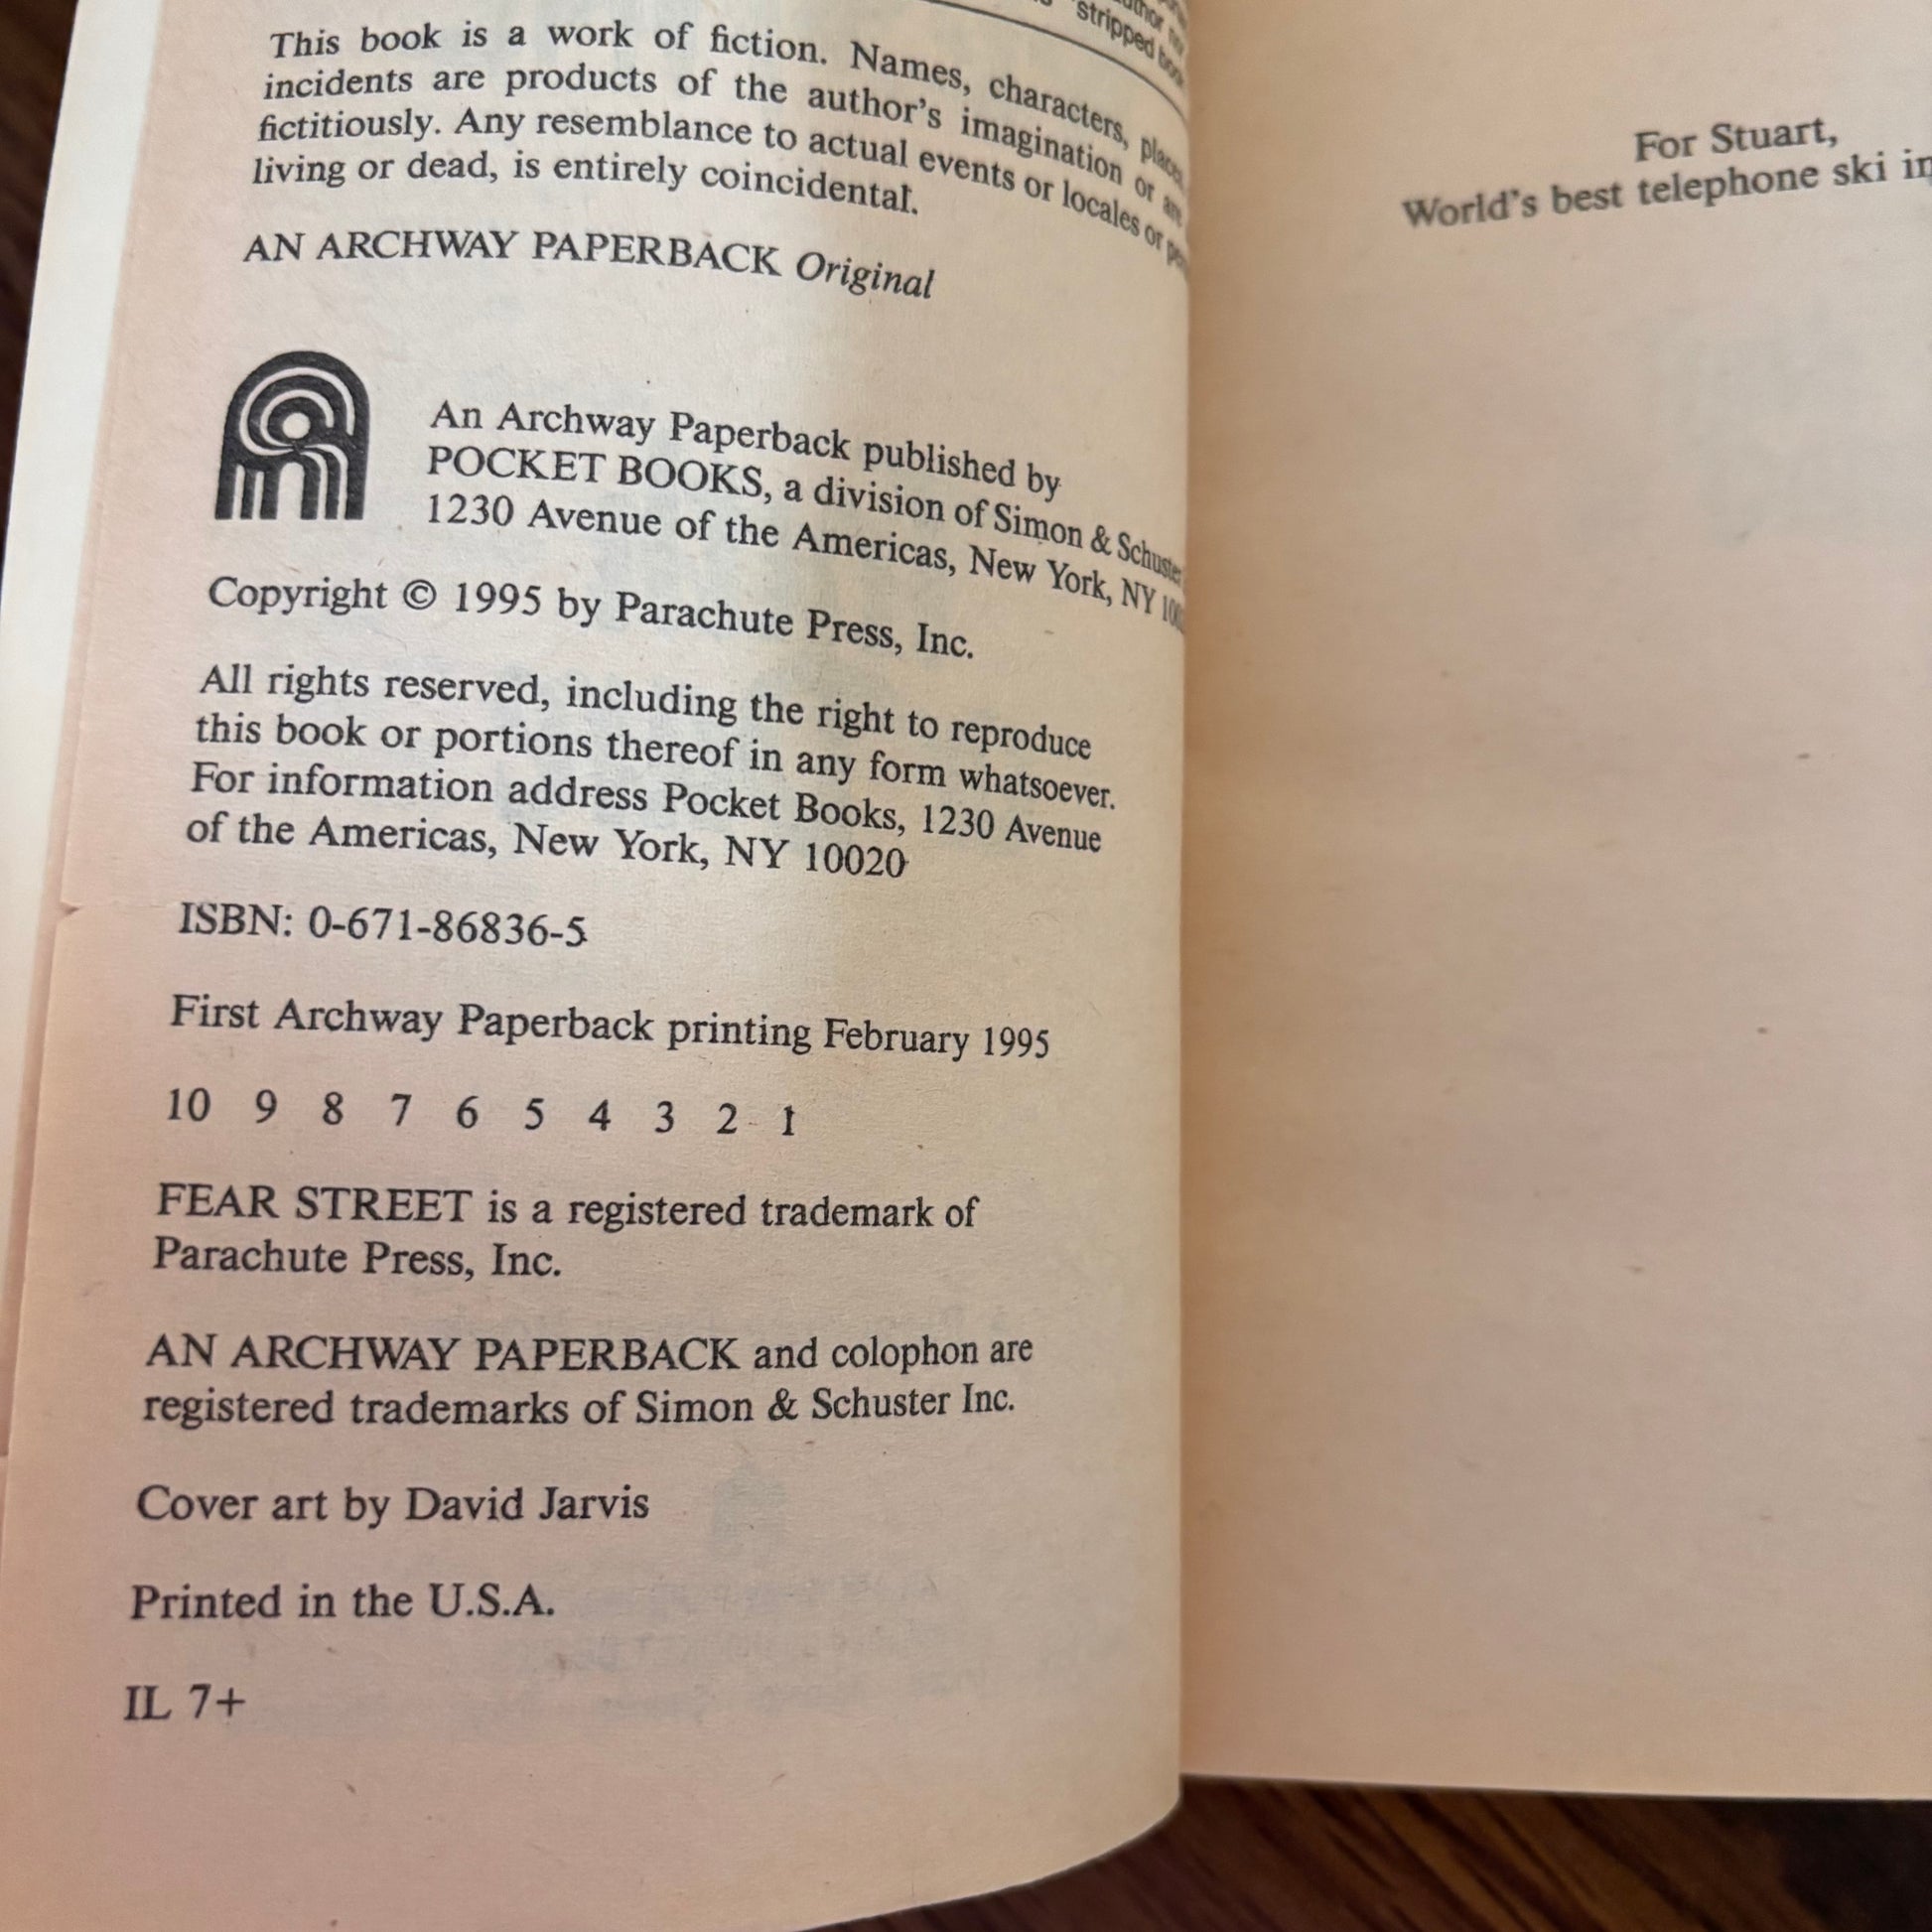 author
"stripped book
This book is a work of fiction. Names, characters,
incidents are products of the author's imagination or are
fictitiously. Any resemblance to actual events or locales or
living or dead, is entirely coincidental.
AN ARCHWAY PAPERBACK Original
An Archway Paperback published by
POCKET BOOKS, a division of Simon & Schuster
1230 Avenue of the Americas, New York, NY
Copyright © 1995 by Parachute Press, Inc.
All rights reserved, including the right to reproduce
this book or portions thereof in any form whatsoever.
For information address Pocket Books, 1230 Avenue
of the Americas, New York, NY 10020
ISBN: 0-671-86836-5
First Archway Paperback printing February 1995
10 9 8 7 6 5 4 3 2 1
FEAR STREET is a registered trademark of
Parachute Press, Inc.
AN ARCHWAY PAPERBACK and colophon are
registered trademarks of Simon & Schuster Inc.
Cover art by David Jarvis
Printed in the U.S.A.
IL 7+
For Stuart,
World's best telephone ski